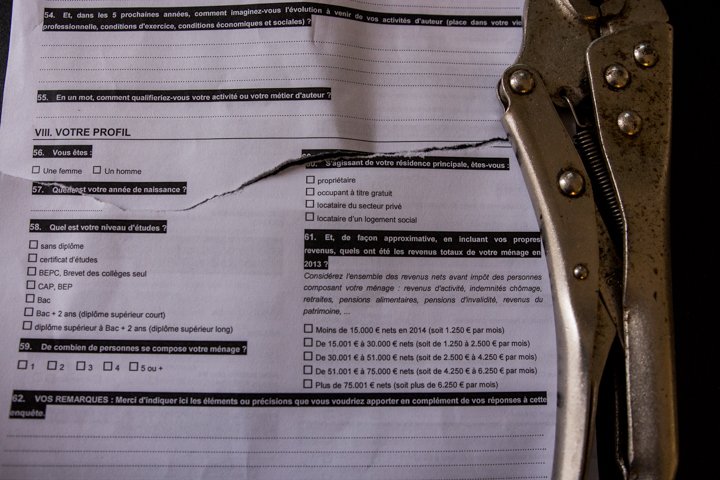 54. Et, dans les 5 prochaines années, comment imaginez-vous l'évolution à venir de vos activités d'auteur (place dans votre vie
professionnelle, conditions d'exercice, conditions économiques et sociales) ?
55. En un mot, comment qualifieriez-vous votre activité ou votre métier d'auteur ?
VIII. VOTRE PROFIL
56. Vous êtes :
Une femme Un homme
57. Quelle est votre année de naissance ?
58. Quel est votre niveau d'études ?
sans diplôme
certificat d'études
BEPC, Brevet des collèges seul
CAP, BEP
Bac
Bac + 2 ans (diplôme supérieur court)
diplôme supérieur à Bac + 2 ans (diplôme supérieur long)
59. De combien de personnes se compose votre ménage ?
1 2 3 4 5 ou +
60. S'agissant de votre résidence principale, êtes-vous :
propriétaire
occupant à titre gratuit
locataire du secteur privé
locataire d'un logement social
61. Et, de façon approximative, en incluant vos propres
revenus, quels ont été les revenus totaux de votre ménage en
2013 ?
Considérez l'ensemble des revenus nets avant impôt des personnes
composant votre ménage : revenus d'activité, indemnités chômage,
retraites, pensions alimentaires, pensions d'invalidité, revenus du
patrimoine, ...
Moins de 15.000 € nets en 2014 (soit 1.250 € par mois)
De 15.001 € à 30.000 € nets (soit de 1.250 à 2.500 € par mois)
De 30.001 € à 51.000 € nets (soit de 2.500 à 4.250 € par mois)
De 51.001 € à 75.000 € nets (soit de 4.250 à 6.250 € par mois)
Plus de 75.001 € nets (soit plus de 6.250 € par mois)
62. VOS REMARQUES : Merci d'indiquer ici les éléments ou précisions que vous voudriez apporter en complément de vos réponses à cette
enquête.